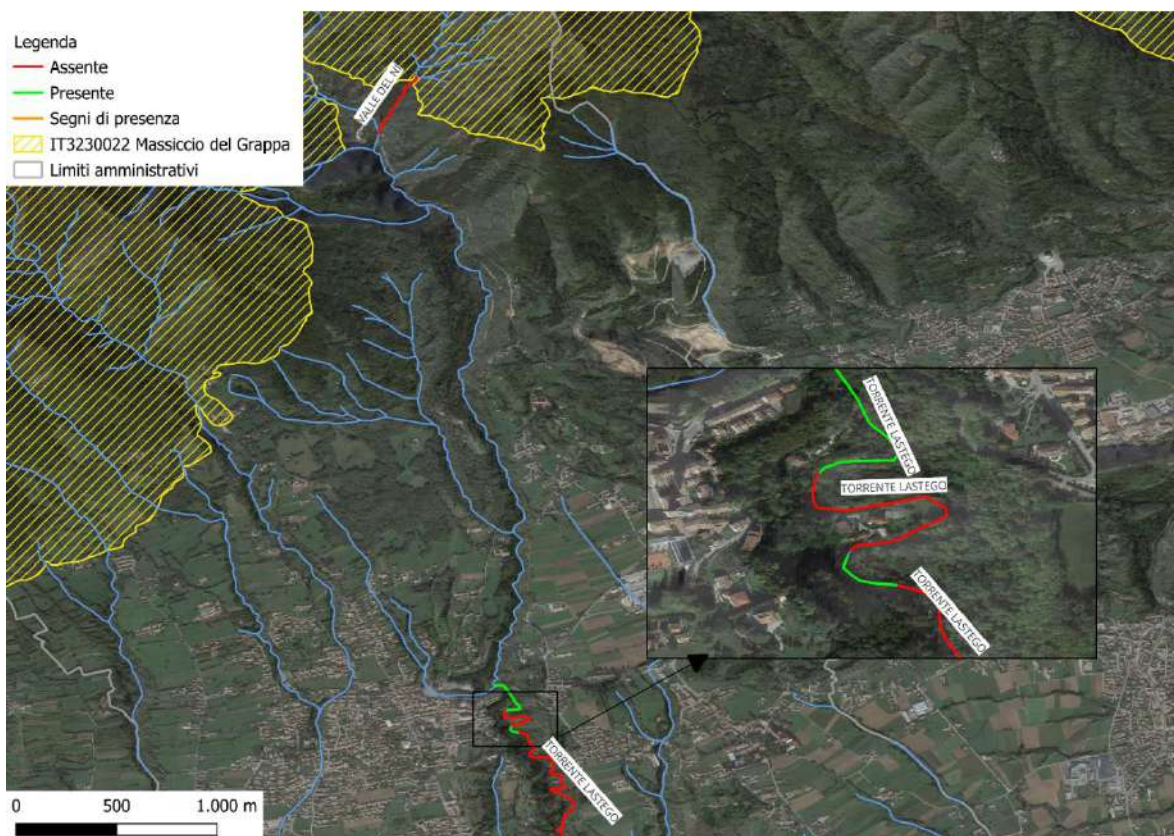 Legenda
Assente
Presente
Segni di presenza
IT3230022 Massiccio del Grappa
Limiti amministrativi
VALLE DEL NI
TORRENTE LASTEGO
TORRENTE LASTEGO
TORRENTE LASTEGO
TORRENTE LASTEGO
0 500 1.000 m